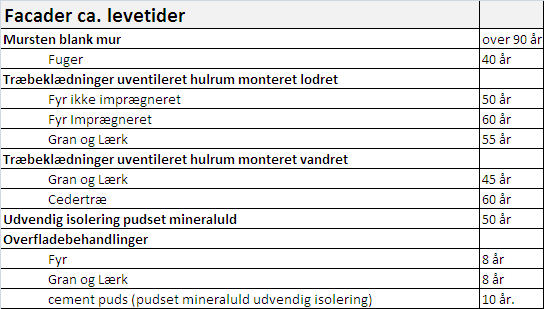 Facader ca. levetider
Mursten blank mur over 90 år
Fuger 40 år
Træbeklædninger uventileret hulrum monteret lodret
Fyr ikke imprægneret 50 år
Fyr Imprægneret 60 år
Gran og Lærk 55 år
Træbeklædninger uventileret hulrum monteret vandret
Gran og Lærk 45 år
Cedertræ 60 år
Udvendig isolering pudset mineraluld 50 år
Overfladebehandlinger
Fyr 8 år
Gran og Lærk 8 år
cement puds (pudset mineraluld udvendig isolering) 10 år.